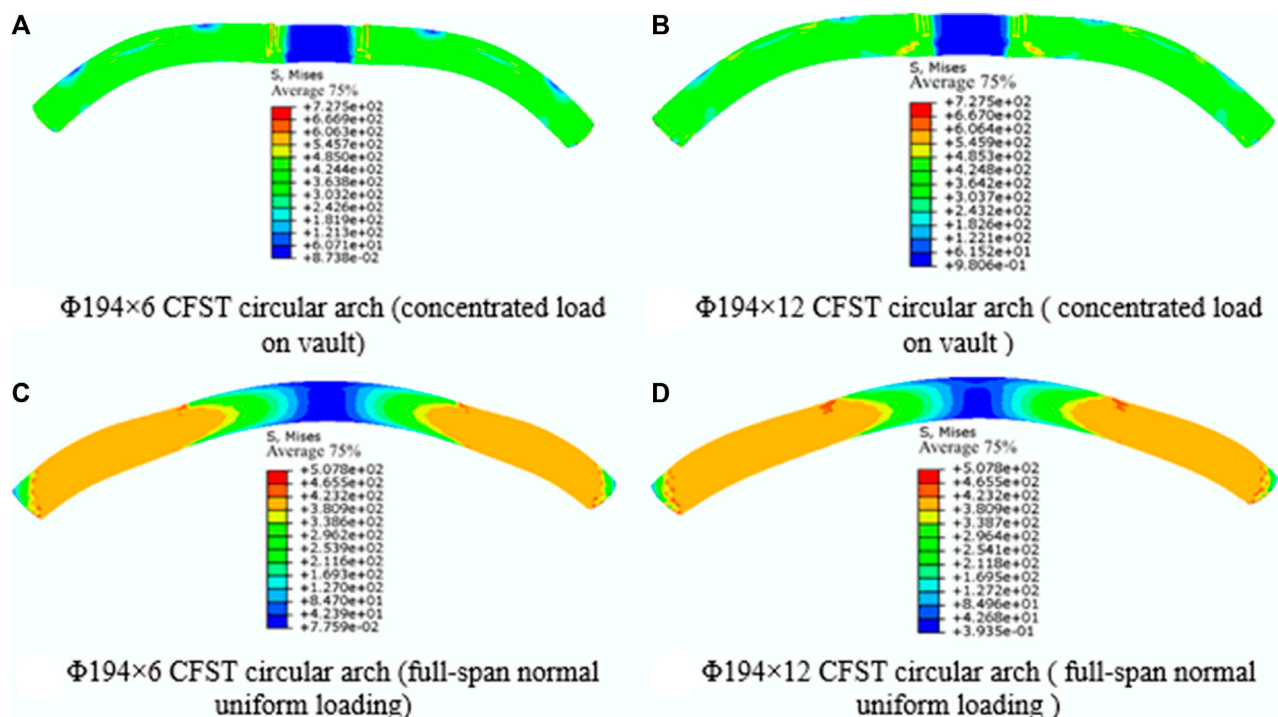 A
S, Mises
Average 75%
+7.275e+02
+6.669e+02
+6.063e+02
+5.457e+02
+4.850e+02
+4.244e+02
+3.638e+02
+3.032e+02
+2.426e+02
+1.819e+02
+1.213e+02
+6.071e+01
+8.738e-02
Φ194×6 CFST circular arch (concentrated load
on vault)
B
S, Mises
Average 75%
+7.275e+02
+6.670e+02
+6.064e+02
+5.459e+02
+4.853e+02
+4.248e+02
+3.642e+02
+3.037e+02
+2.432e+02
+1.826e+02
+1.221e+02
+6.152e+01
+9.806e-01
Φ194×12 CFST circular arch ( concentrated load
on vault )
C
S, Mises
Average 75%
+5.078e+02
+4.655e+02
+4.232e+02
+3.809e+02
+3.386e+02
+2.962e+02
+2.539e+02
+2.116e+02
+1.693e+02
+1.270e+02
+8.470e+01
+4.239e+01
+7.759e-02
Φ194×6 CFST circular arch (full-span normal
uniform loading)
D
S, Mises
Average 75%
+5.078e+02
+4.655e+02
+4.232e+02
+3.809e+02
+3.387e+02
+2.964e+02
+2.541e+02
+2.118e+02
+1.695e+02
+1.272e+02
+8.496e+01
+4.268e+01
+3.935e-01
Φ194×12 CFST circular arch ( full-span normal
uniform loading )